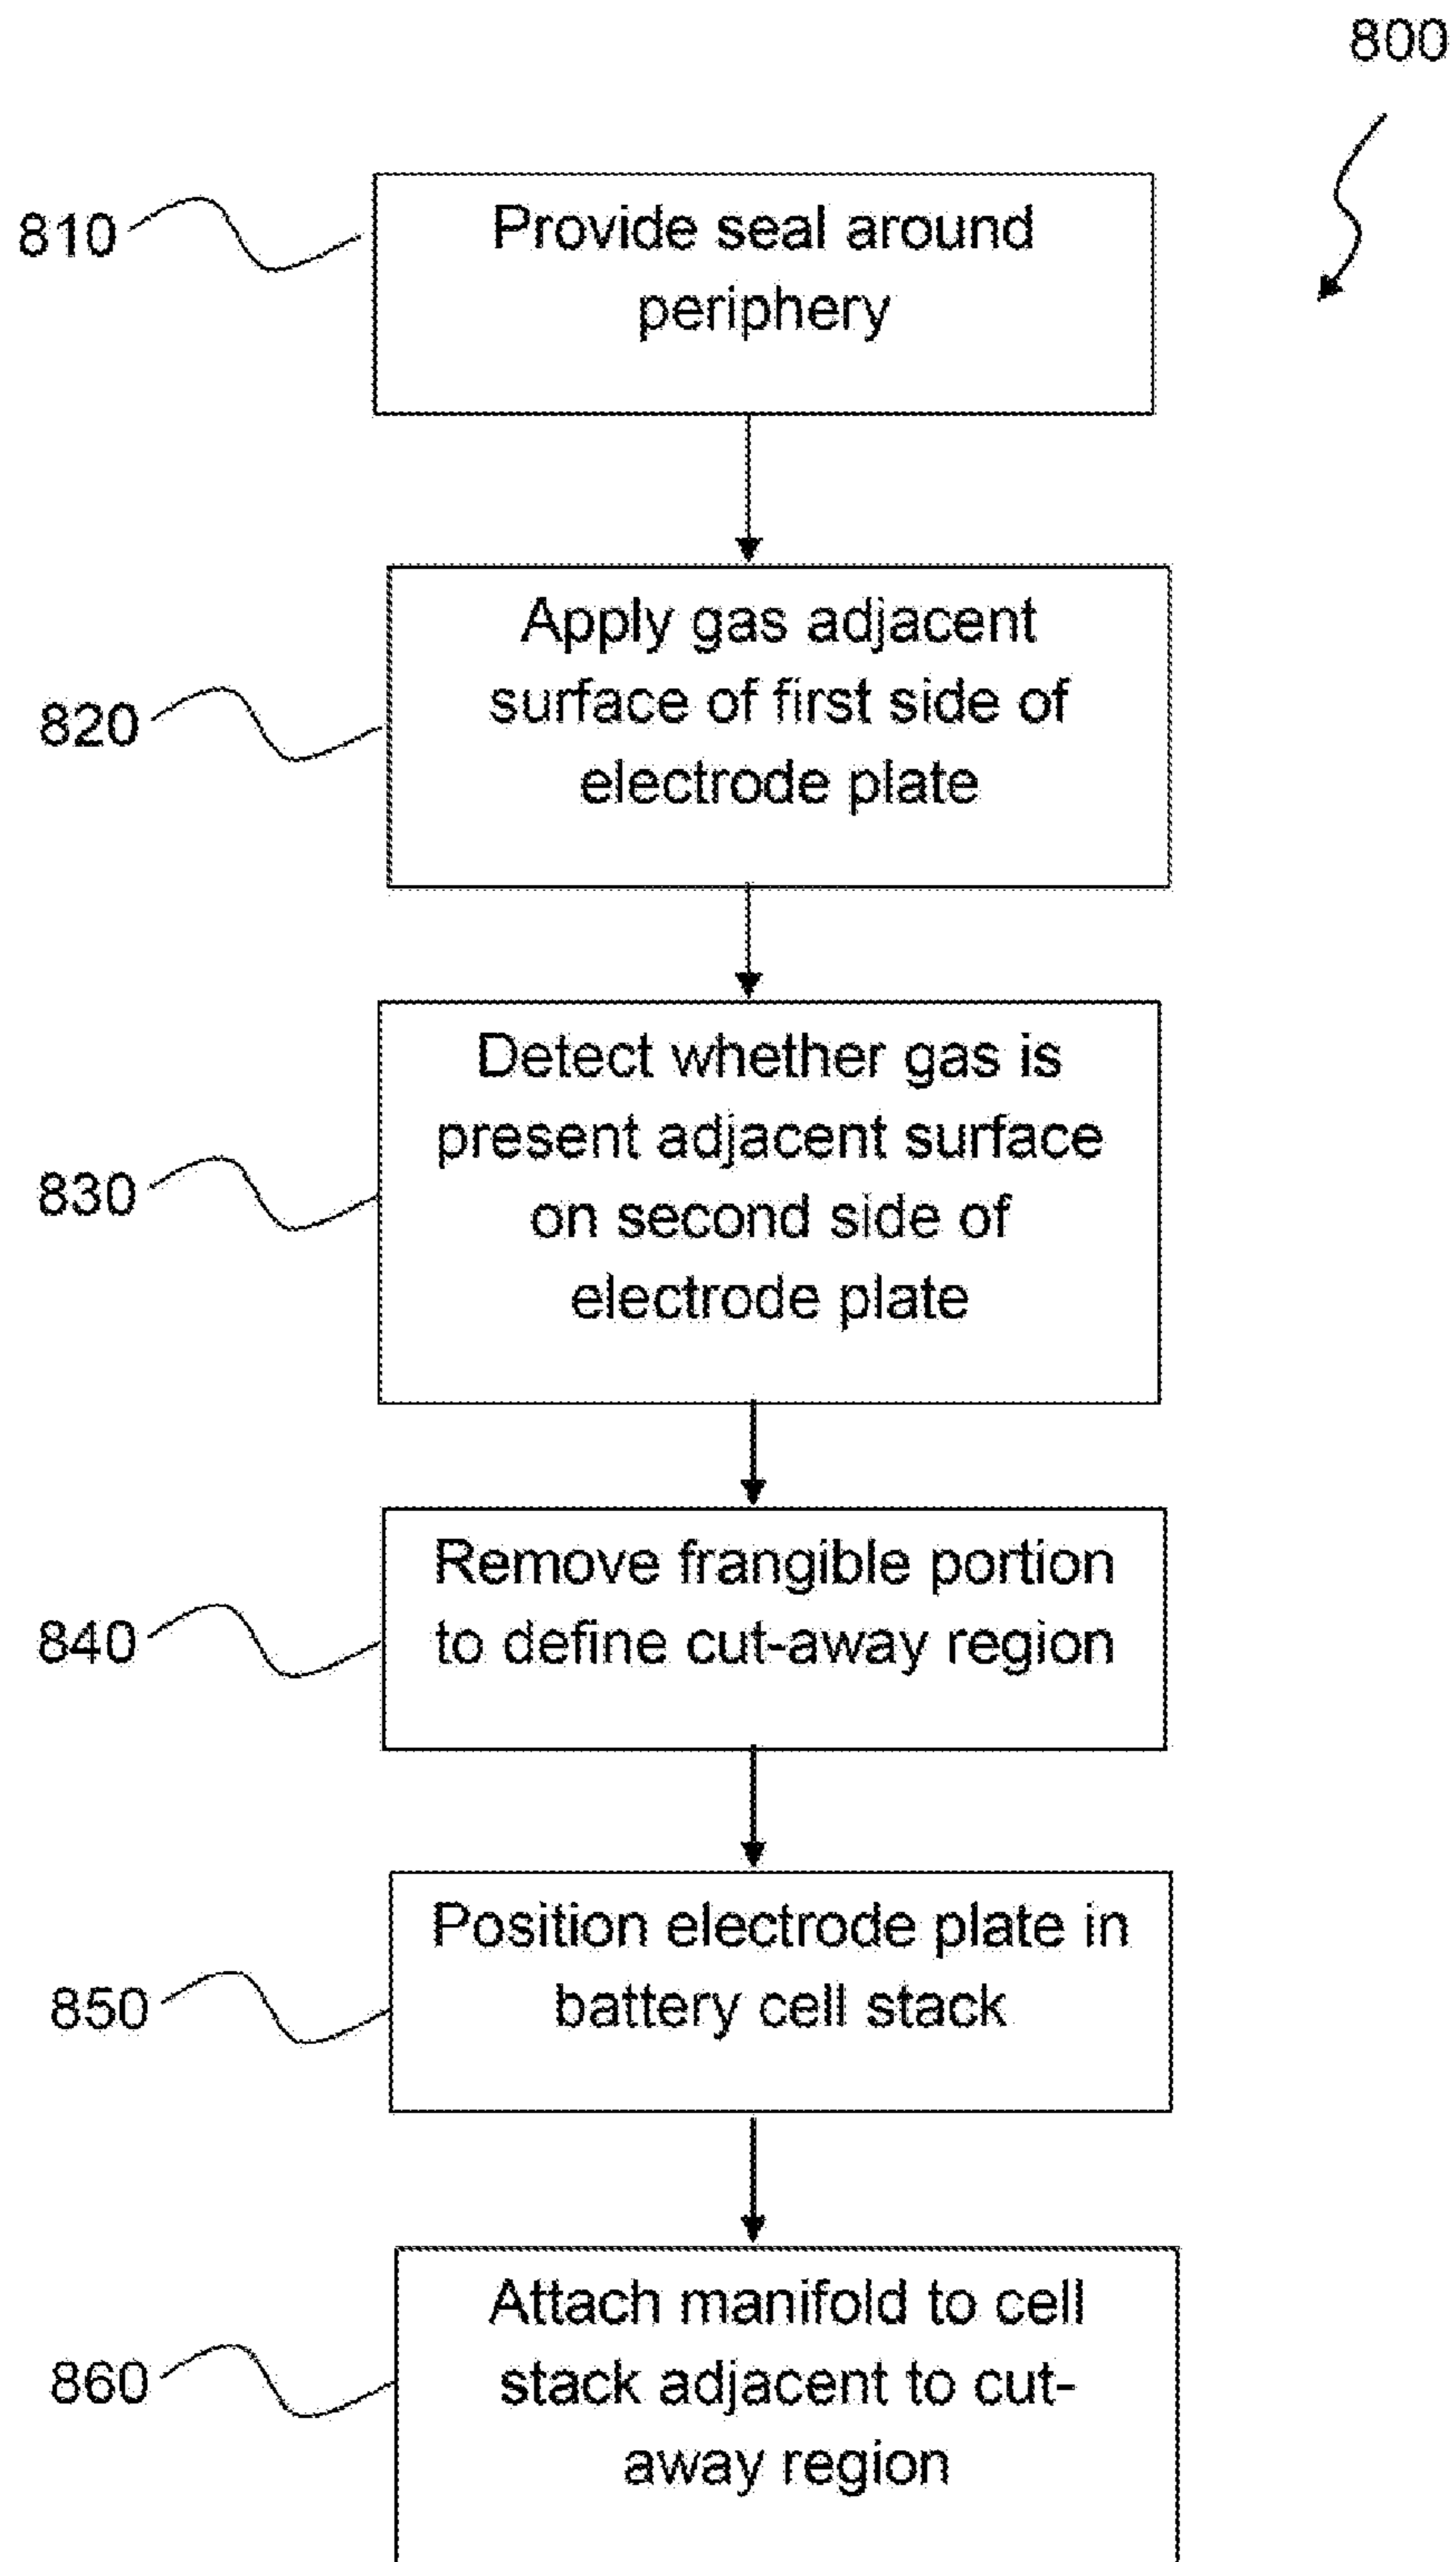 800
810
Provide seal around
periphery
820
Apply gas adjacent
surface of first side of
electrode plate
830
Detect whether gas is
present adjacent surface
on second side of
electrode plate
840
Remove frangible portion
to define cut-away region
850
Position electrode plate in
battery cell stack
860
Attach manifold to cell
stack adjacent to cut-
away region